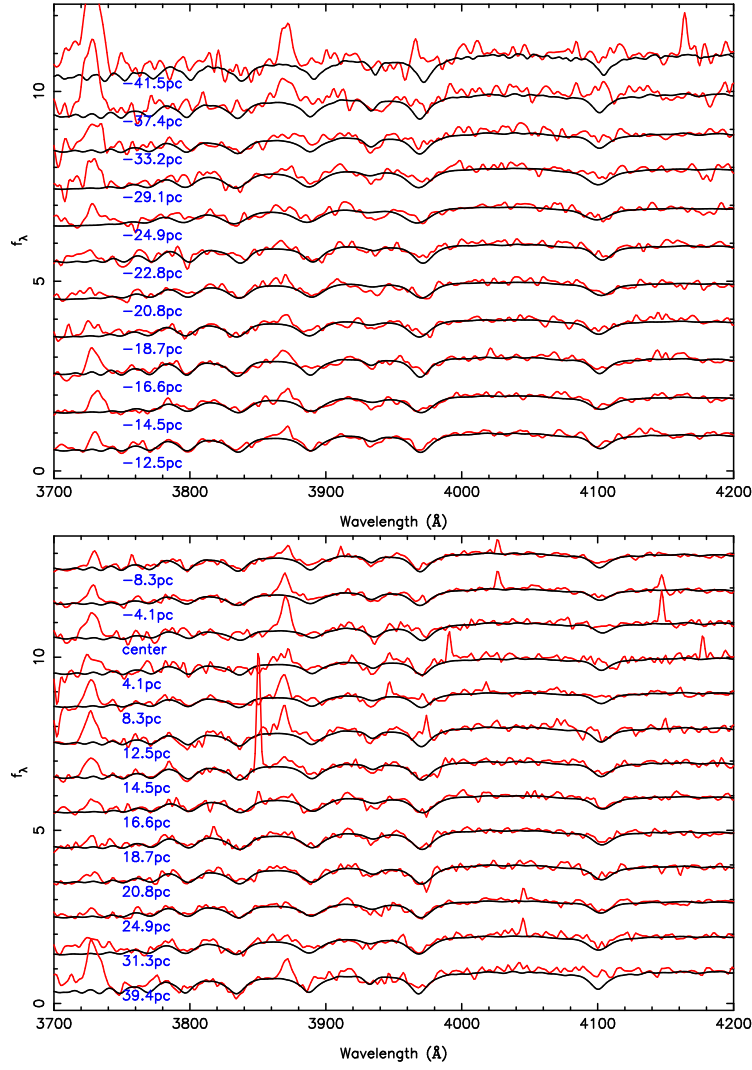 10
5
0
fλ
−41.5pc
−37.4pc
−33.2pc
−29.1pc
−24.9pc
−22.8pc
−20.8pc
−18.7pc
−16.6pc
−14.5pc
−12.5pc
3700 3800 3900 4000 4100 4200
Wavelength (Å)
10
5
0
fλ
−8.3pc
−4.1pc
center
4.1pc
8.3pc
12.5pc
14.5pc
16.6pc
18.7pc
20.8pc
24.9pc
31.3pc
39.4pc
3700 3800 3900 4000 4100 4200
Wavelength (Å)